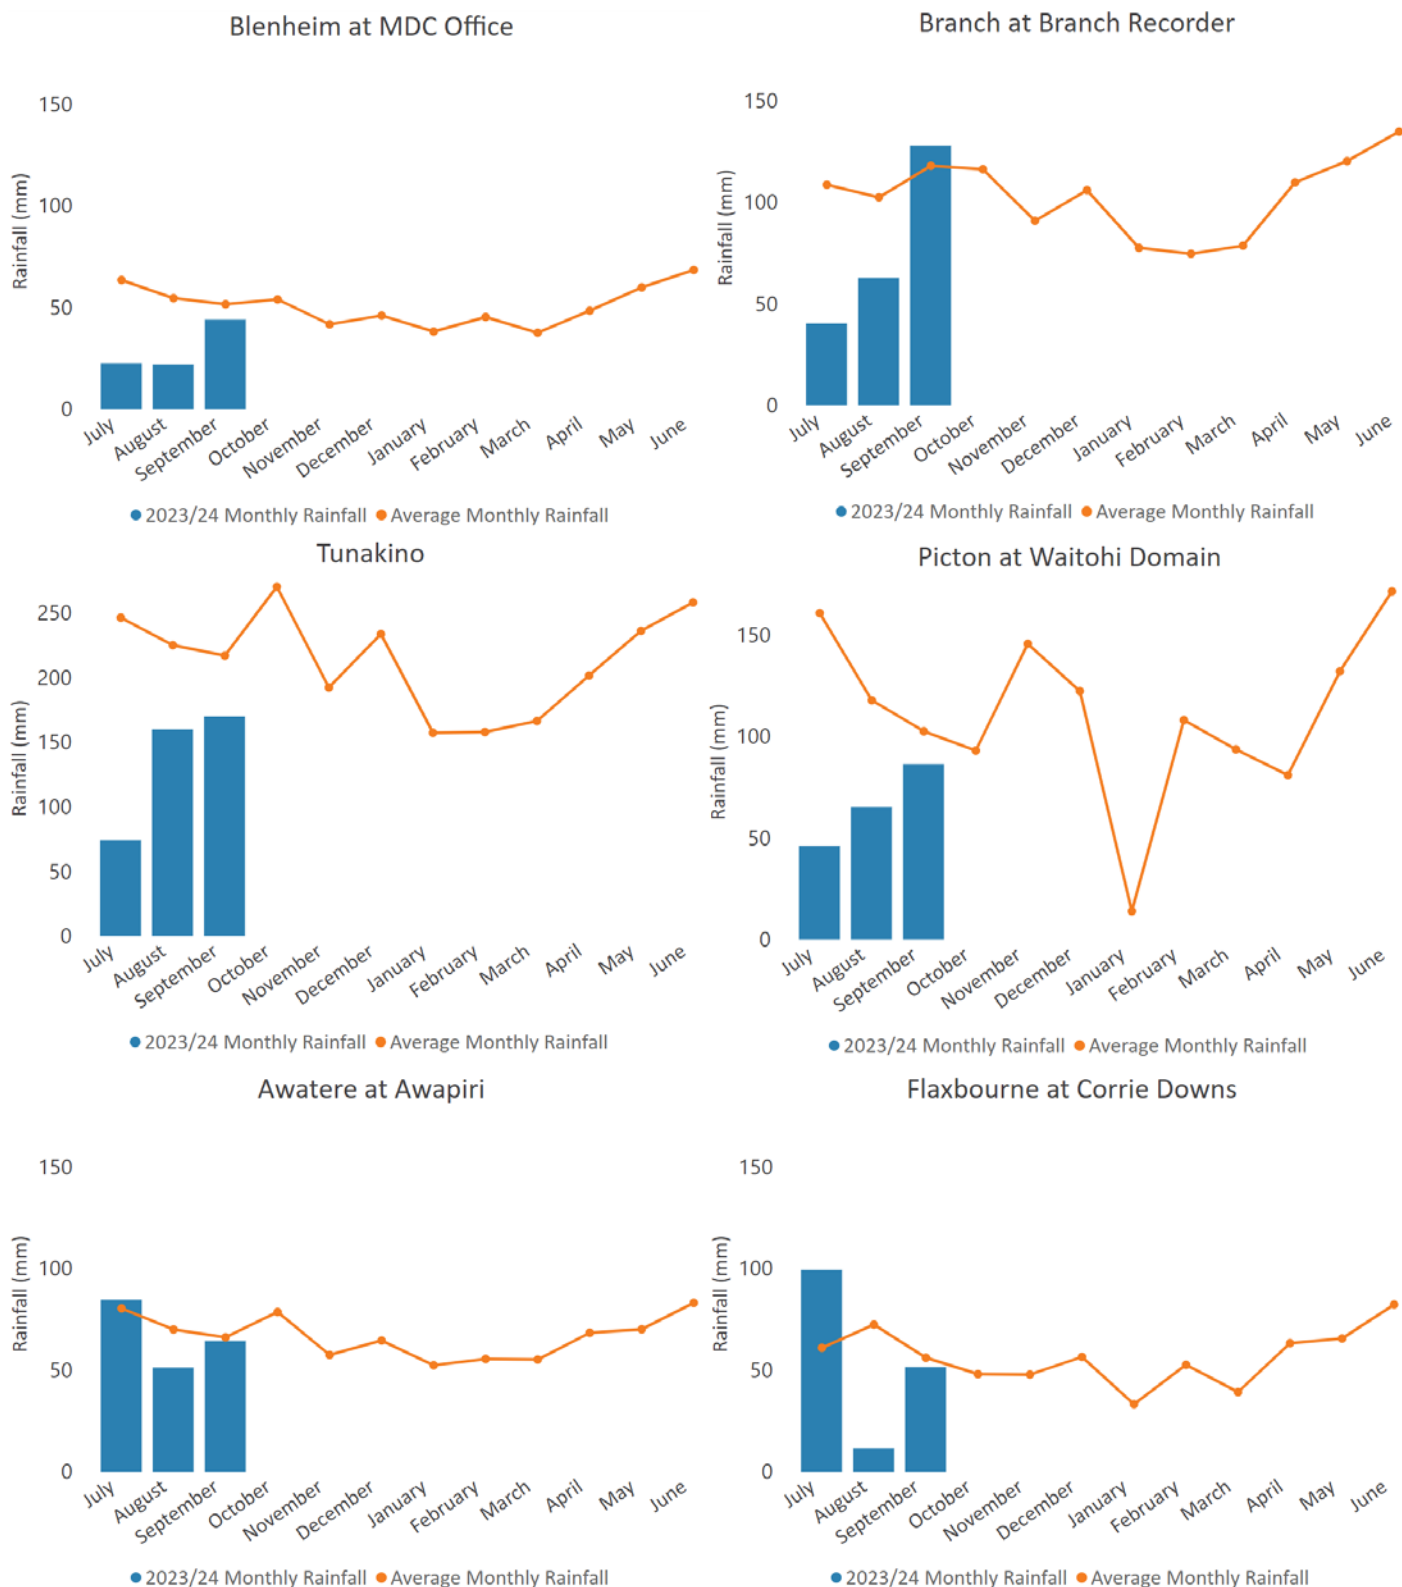 Blenheim at MDC Office
Rainfall (mm)
150
100
50
0
July
August
September
October
November
December
January
February
March
April
May
June
2023/24 Monthly Rainfall
Average Monthly Rainfall
Branch at Branch Recorder
Rainfall (mm)
150
100
50
0
July
August
September
October
November
December
January
February
March
April
May
June
2023/24 Monthly Rainfall
Average Monthly Rainfall
Tunakino
Rainfall (mm)
250
200
150
100
50
0
July
August
September
October
November
December
January
February
March
April
May
June
2023/24 Monthly Rainfall
Average Monthly Rainfall
Picton at Waitohi Domain
Rainfall (mm)
150
100
50
0
July
August
September
October
November
December
January
February
March
April
May
June
2023/24 Monthly Rainfall
Average Monthly Rainfall
Awatere at Awapiri
Rainfall (mm)
150
100
50
0
July
August
September
October
November
December
January
February
March
April
May
June
2023/24 Monthly Rainfall
Average Monthly Rainfall
Flaxbourne at Corrie Downs
Rainfall (mm)
150
100
50
0
July
August
September
October
November
December
January
February
March
April
May
June
2023/24 Monthly Rainfall
Average Monthly Rainfall